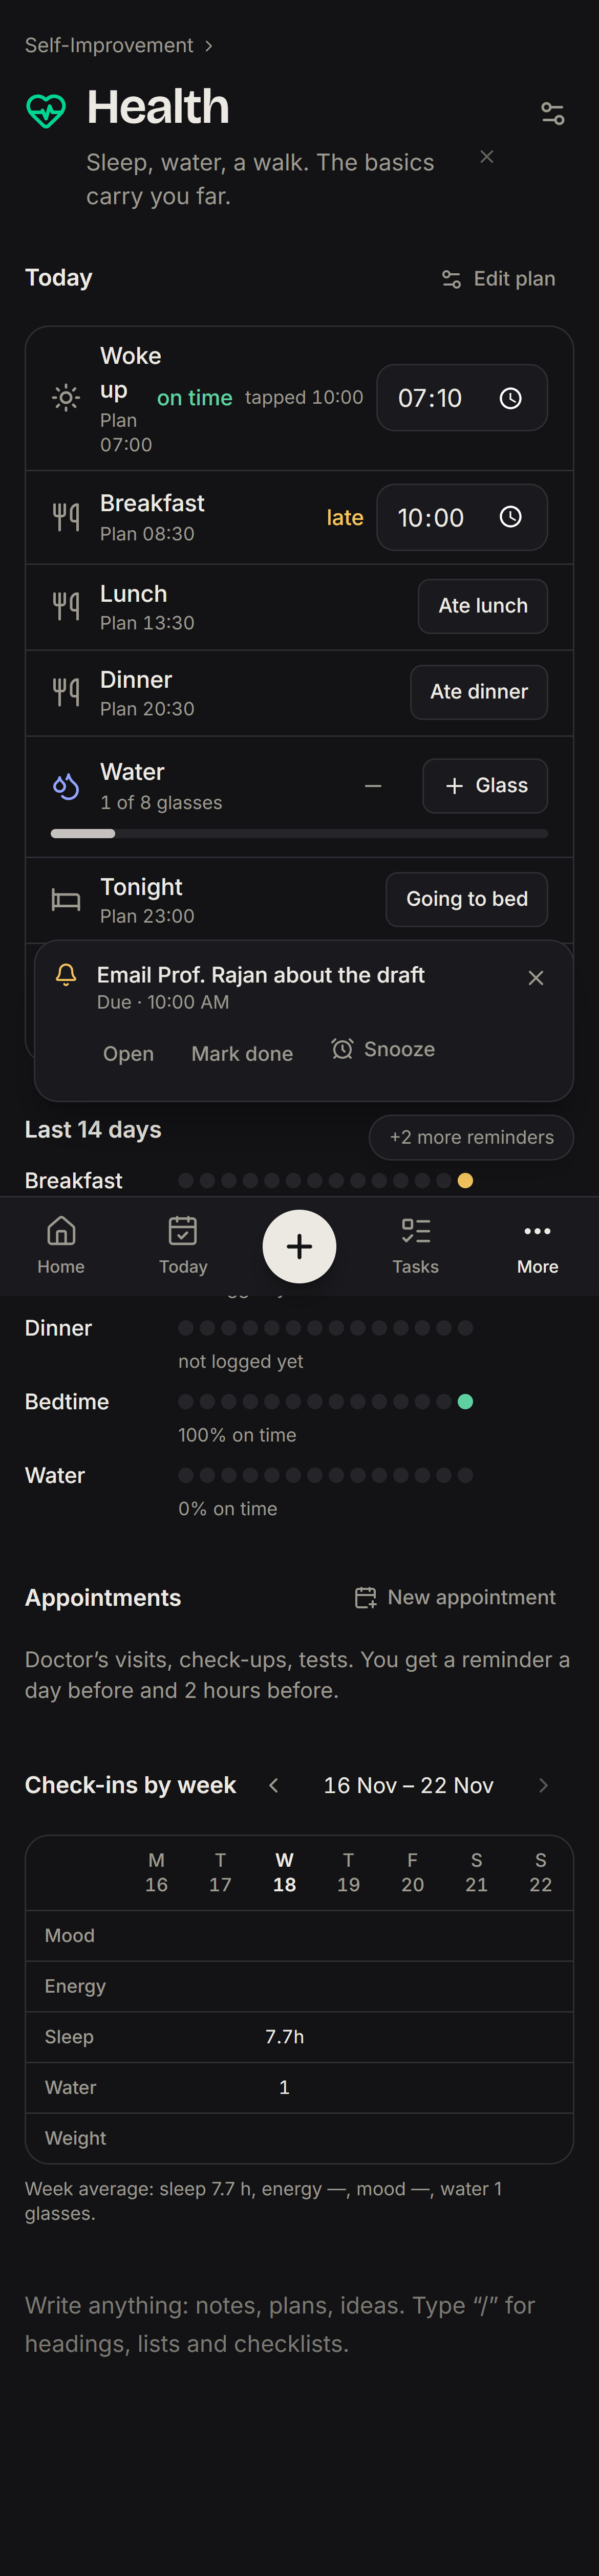 Self-Improvement
Health
Sleep, water, a walk. The basics
carry you far.
Today
Edit plan
Woke
up
Plan
07:00
on time
tapped 10:00
07:10
Breakfast
Plan 08:30
late
10:00
Lunch
Plan 13:30
Ate lunch
Dinner
Plan 20:30
Ate dinner
Water
1 of 8 glasses
Glass
Tonight
Plan 23:00
Going to bed
Email Prof. Rajan about the draft
Due · 10:00 AM
Open
Mark done
Snooze
Last 14 days
+2 more reminders
Breakfast
Home
Today
Tasks
More
Dinner
not logged yet
Bedtime
100% on time
Water
0% on time
Appointments
New appointment
Doctor’s visits, check-ups, tests. You get a reminder a
day before and 2 hours before.
Check-ins by week
16 Nov – 22 Nov
M T W T F S S
16 17 18 19 20 21 22
Mood
Energy
Sleep 7.7h
Water 1
Weight
Week average: sleep 7.7 h, energy —, mood —, water 1
glasses.
Write anything: notes, plans, ideas. Type “/” for
headings, lists and checklists.